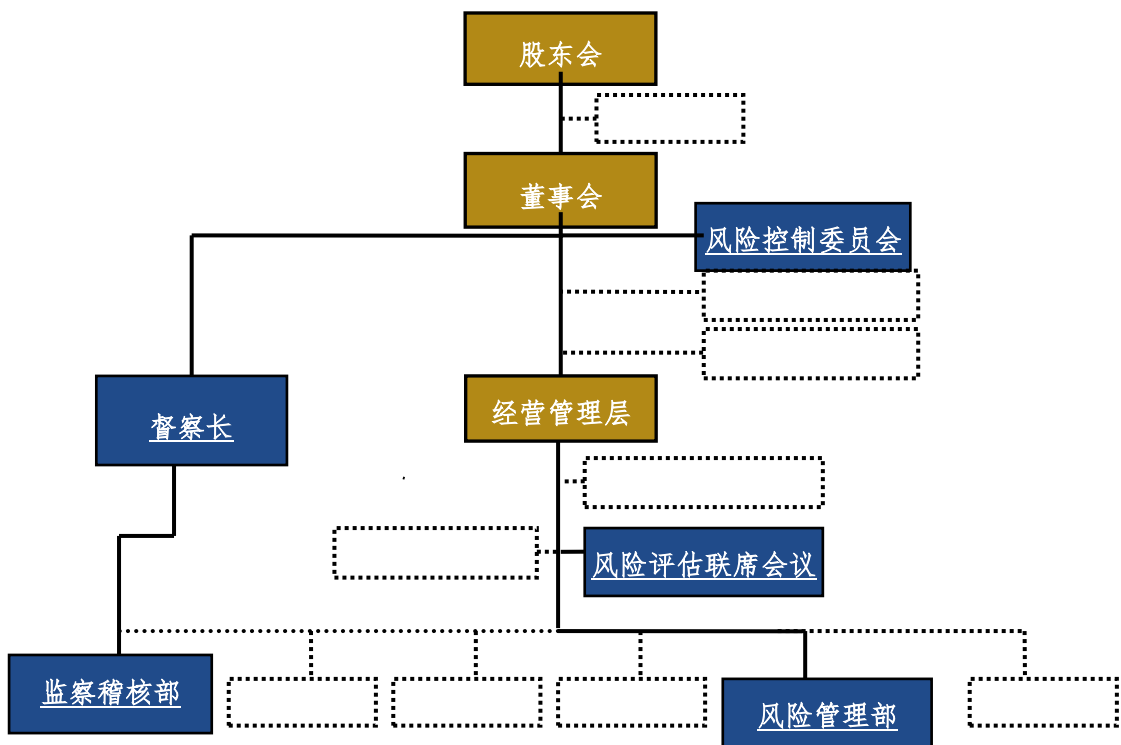 股东会
董事会
风险控制委员会
督察长
经营管理层
风险评估联席会议
监察稽核部
风险管理部